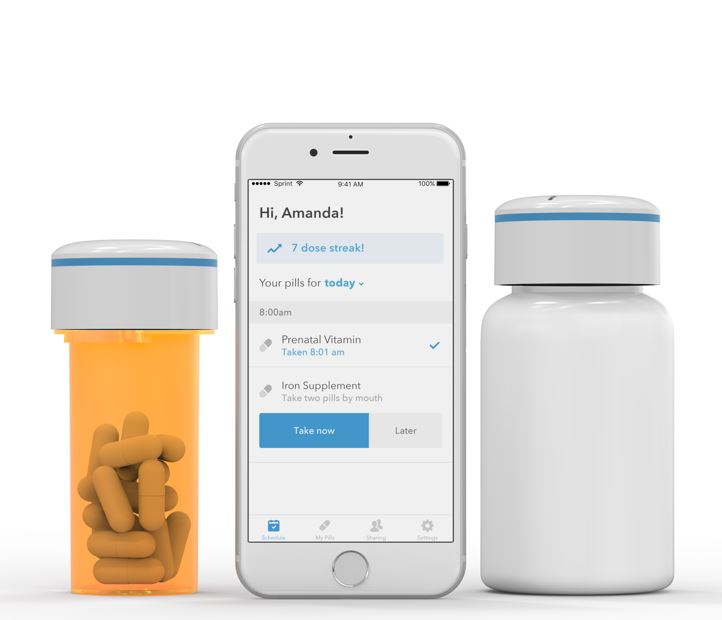 Sprint 9:41 AM 100%
Hi, Amanda!
7 dose streak!
Your pills for today
8:00am
Prenatal Vitamin
Taken 8:01 am
Iron Supplement
Take two pills by mouth
Take now Later
Schedule My Pills Sharing Settings